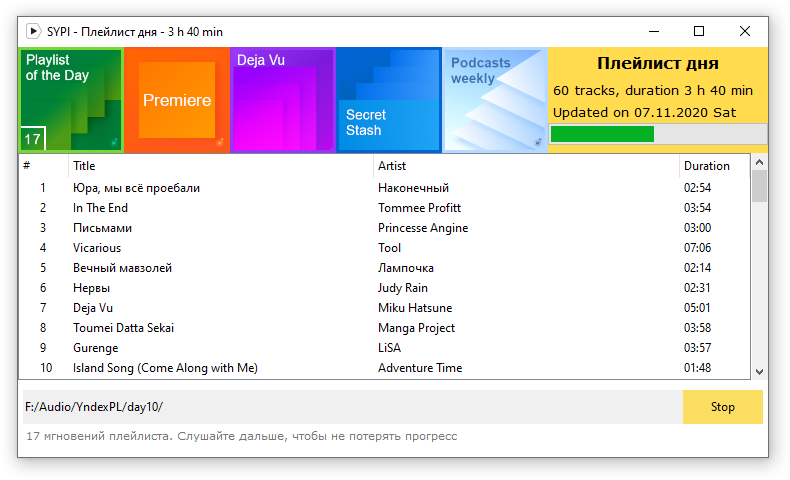 SYPI - Плейлист дня - 3 h 40 min
Playlist
of the Day
17
Premiere
Deja Vu
Secret
Stash
Podcasts
weekly
Плейлист дня
60 tracks, duration 3 h 40 min
Updated on 07.11.2020 Sat
# Title Artist Duration
1 Юра, мы всё проебали Наконечный 02:54
2 In The End Tommee Profitt 03:54
3 Письмами Princesse Angine 03:00
4 Vicarious Tool 07:06
5 Вечный мавзолей Лампочка 02:14
6 Нервы Judy Rain 02:31
7 Deja Vu Miku Hatsune 05:01
8 Toumei Datta Sekai Manga Project 03:58
9 Gurenge LiSA 03:57
10 Island Song (Come Along with Me) Adventure Time 01:48
F:/Audio/YndexPL/day10/
Stop
17 мгновений плейлиста. Слушайте дальше, чтобы не потерять прогресс